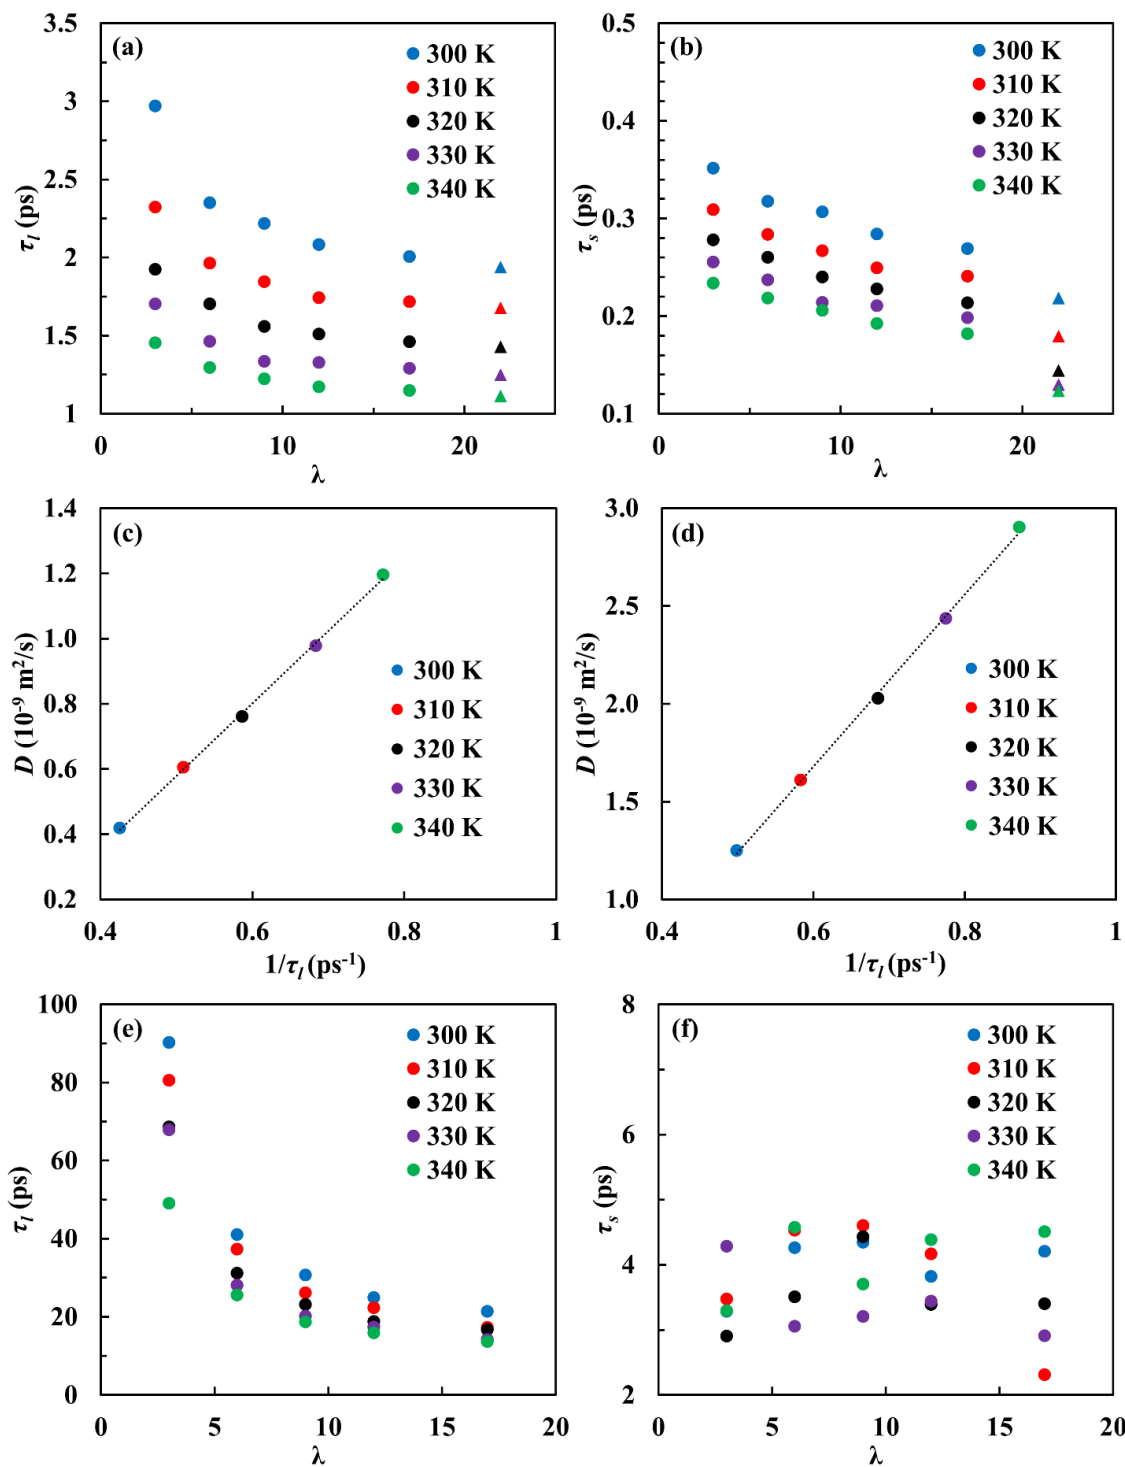 (a)
3.5
3
2.5
2
1.5
1
τl (ps)
0
10
20
λ
300 K
310 K
320 K
330 K
340 K
(b)
0.5
0.4
0.3
0.2
0.1
τs (ps)
0
10
20
λ
300 K
310 K
320 K
330 K
340 K
(c)
1.4
1.2
1.0
0.8
0.6
0.4
0.2
D (10⁻⁹ m²/s)
0.4
0.6
0.8
1
1/τl (ps⁻¹)
300 K
310 K
320 K
330 K
340 K
(d)
3.0
2.5
2.0
1.5
1.0
D (10⁻⁹ m²/s)
0.4
0.6
0.8
1
1/τl (ps⁻¹)
300 K
310 K
320 K
330 K
340 K
(e)
100
80
60
40
20
0
τl (ps)
0
5
10
15
20
λ
300 K
310 K
320 K
330 K
340 K
(f)
8
6
4
2
τs (ps)
0
5
10
15
20
λ
300 K
310 K
320 K
330 K
340 K